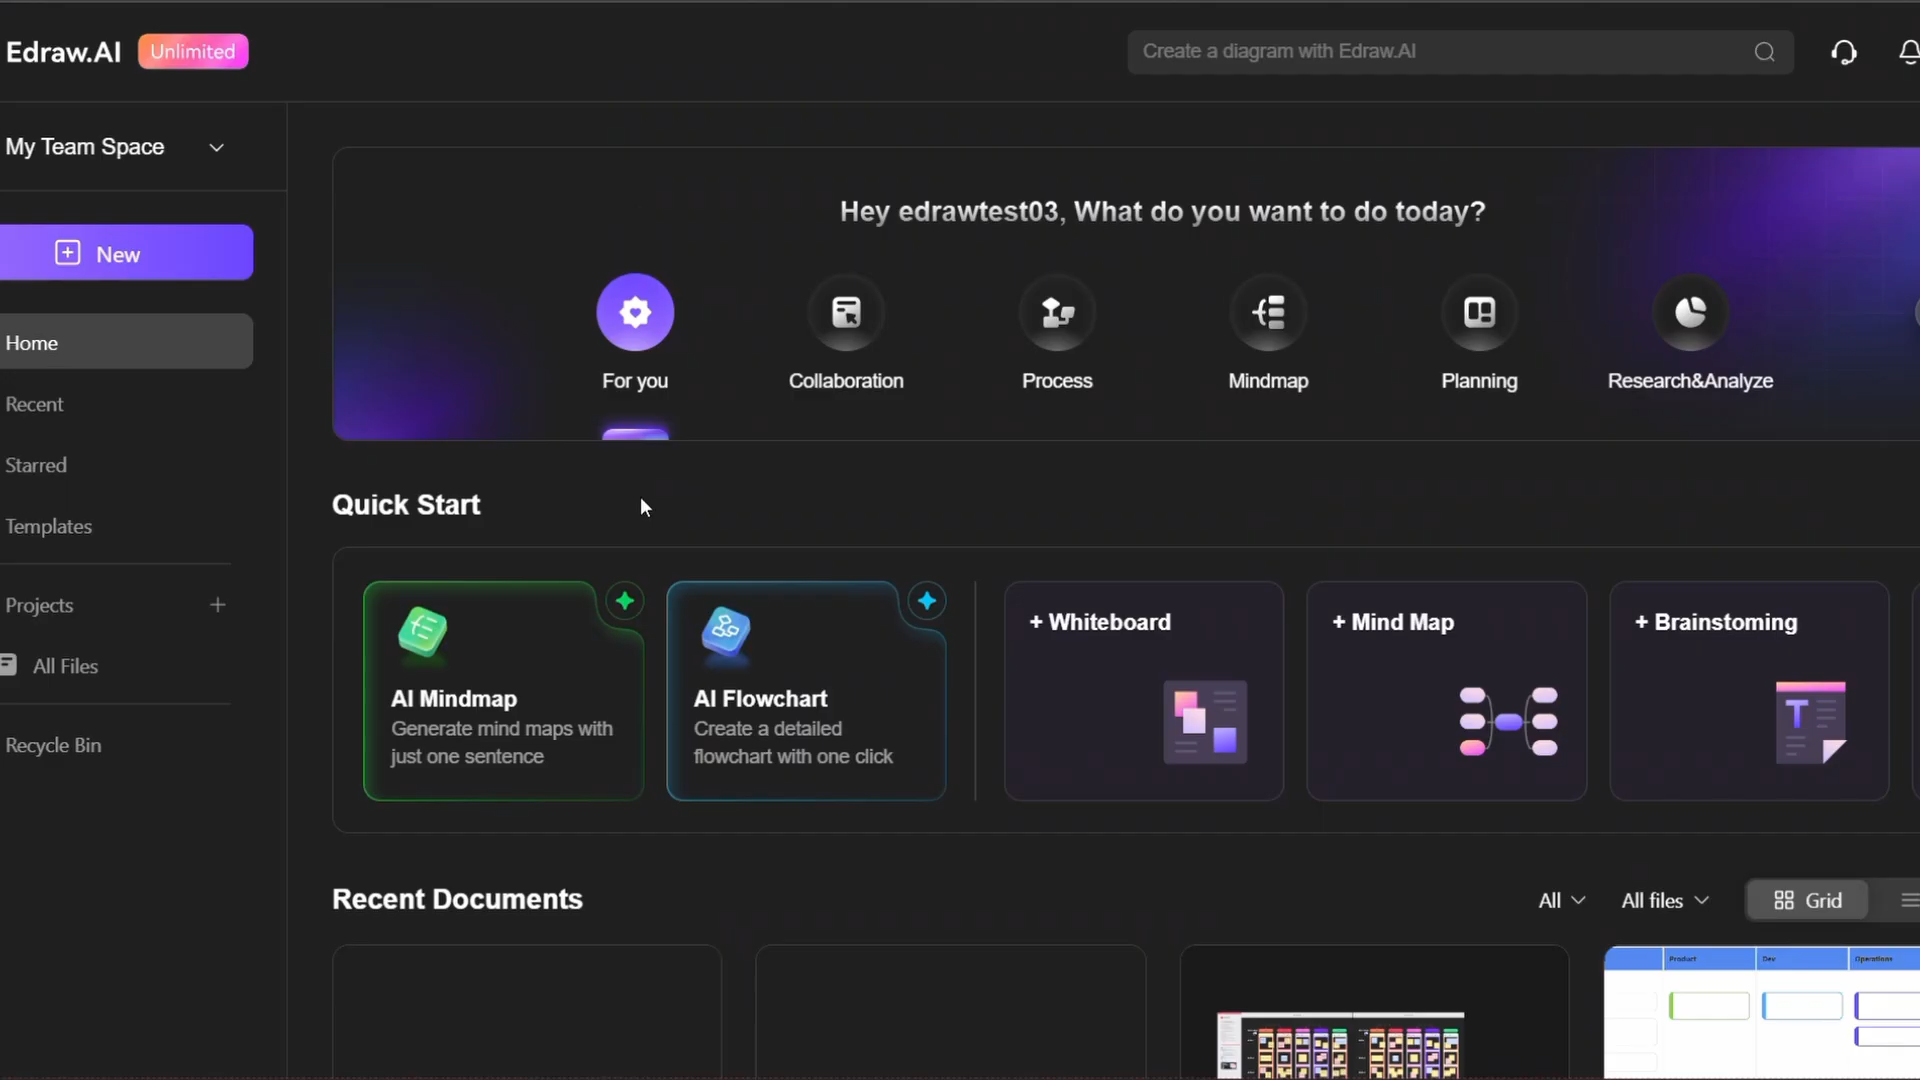 Edraw.AI Unlimited
Create a diagram with Edraw.AI
My Team Space
New
Home
Recent
Starred
Templates
Projects
All Files
Recycle Bin
Hey edrawtest03, What do you want to do today?
For you
Collaboration
Process
Mindmap
Planning
Research&Analyze
Quick Start
AI Mindmap
Generate mind maps with
just one sentence
AI Flowchart
Create a detailed
flowchart with one click
+ Whiteboard
+ Mind Map
+ Brainstoming
T
Recent Documents
All
All files
Grid
Product
Dev
Operations